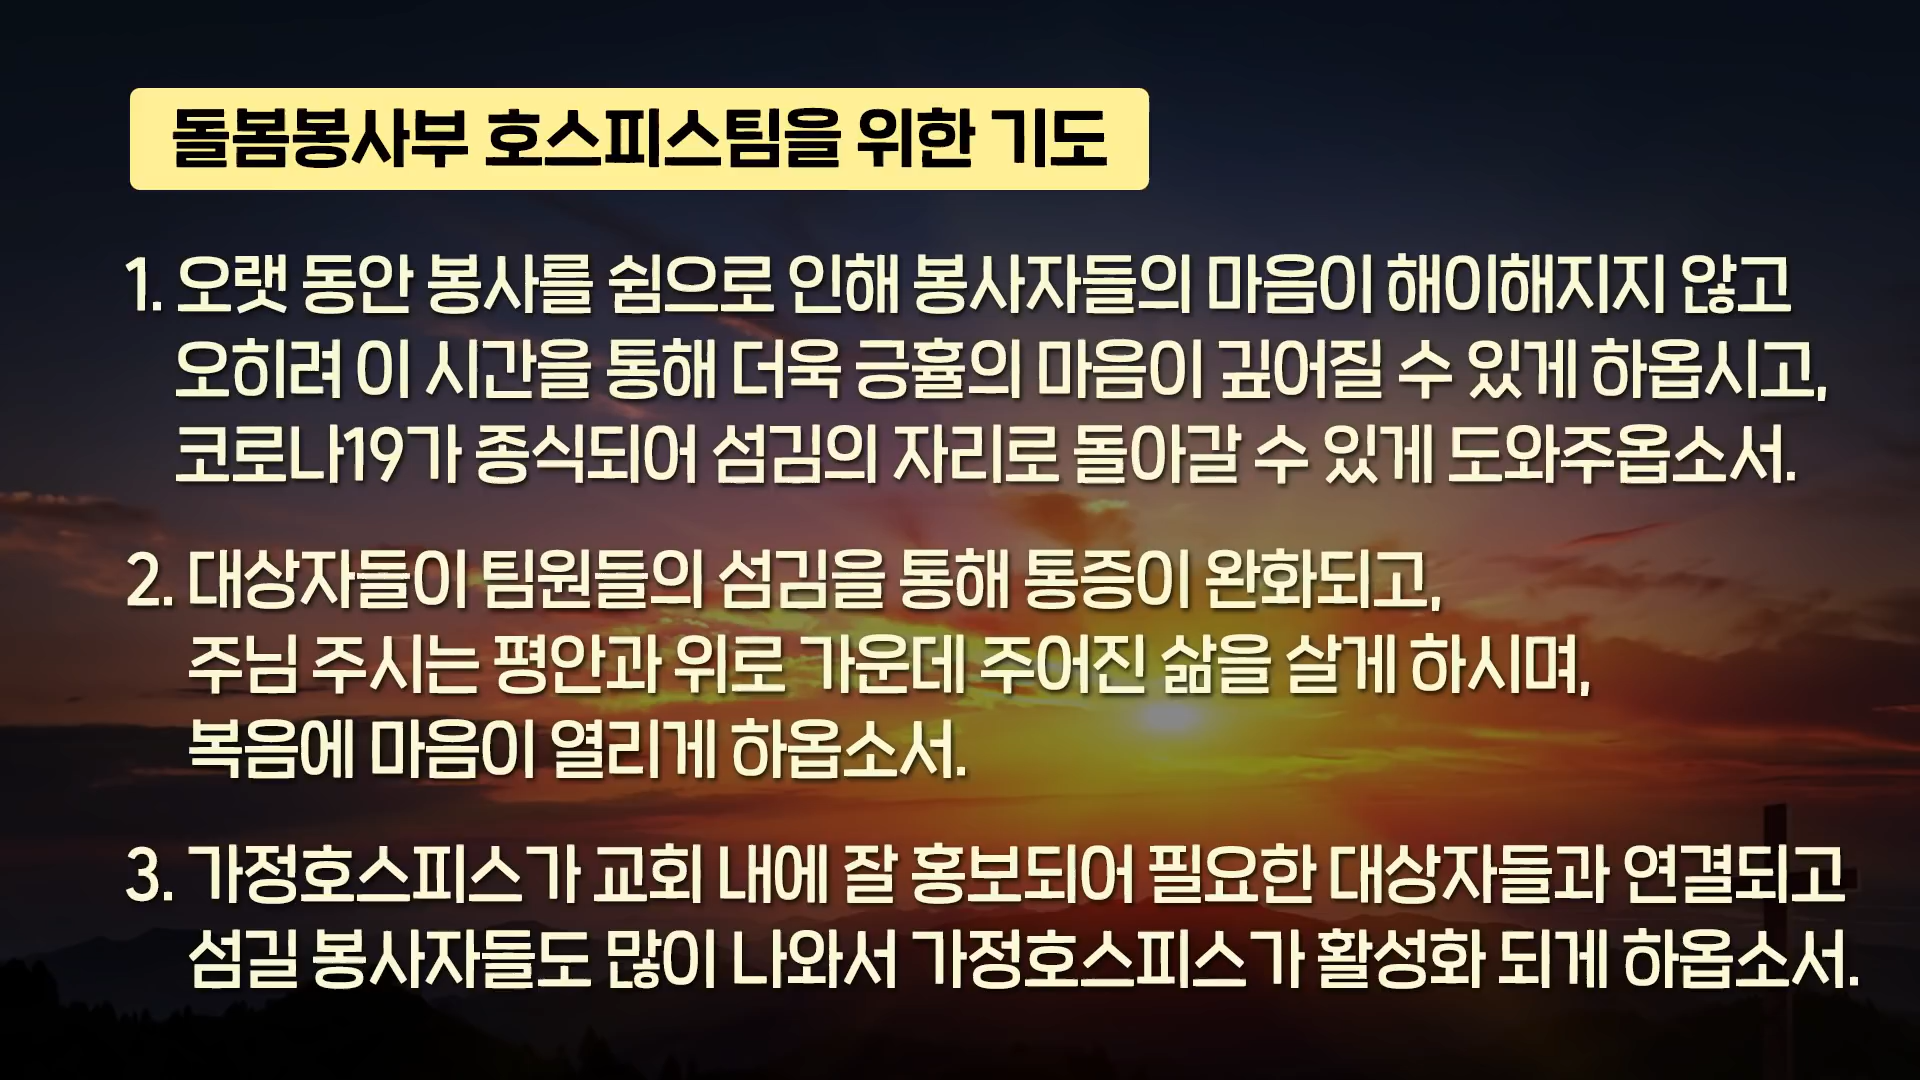 돌봄봉사부 호스피스팀을 위한 기도
1. 오랫 동안 봉사를 쉼으로 인해 봉사자들의 마음이 해이해지지 않고
오히려 이 시간을 통해 더욱 긍휼의 마음이 깊어질 수 있게 하옵시고,
코로나19가 종식되어 섬김의 자리로 돌아갈 수 있게 도와주옵소서.
2. 대상자들이 팀원들의 섬김을 통해 통증이 완화되고,
주님 주시는 평안과 위로 가운데 주어진 삶을 살게 하시며,
복음에 마음이 열리게 하옵소서.
3. 가정호스피스가 교회 내에 잘 홍보되어 필요한 대상자들과 연결되고
섬길 봉사자들도 많이 나와서 가정호스피스가 활성화 되게 하옵소서.